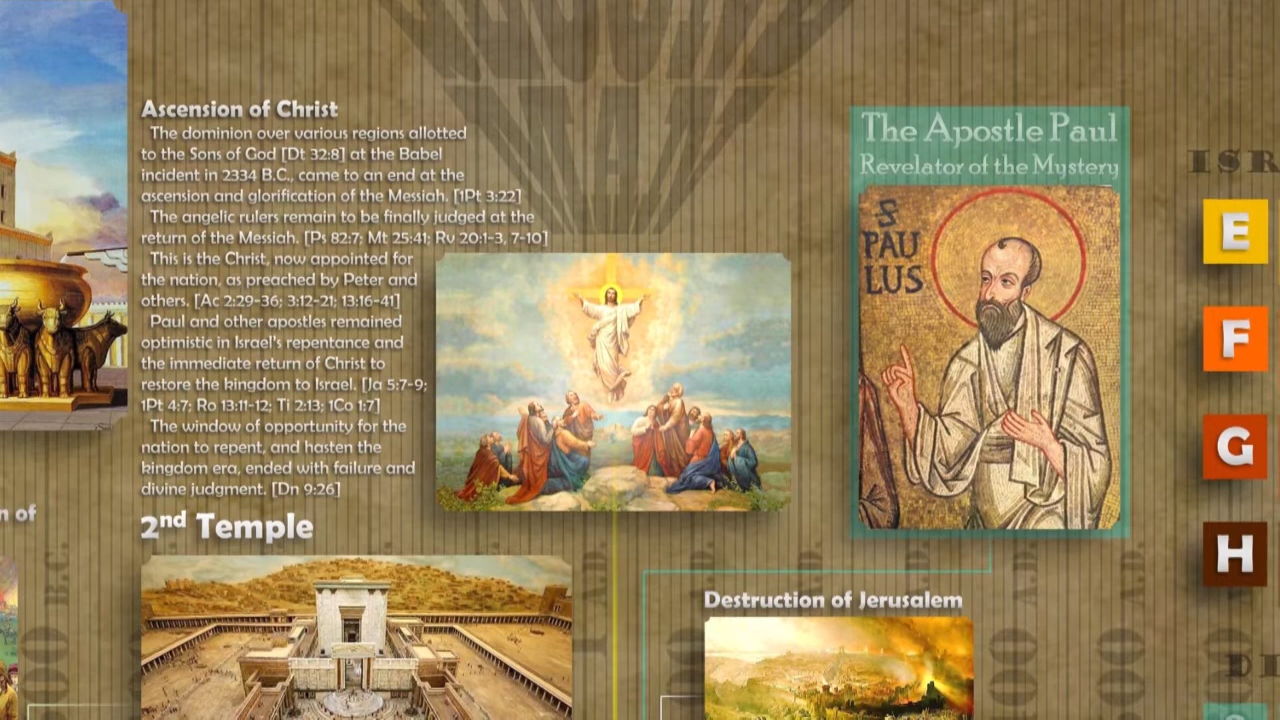 Ascension of Christ
The dominion over various regions allotted
to the Sons of God [Dt 32:8] at the Babel
incident in 2334 B.C., came to an end at the
ascension and glorification of the Messiah. [1Pt 3:22]
The angelic rulers remain to be finally judged at the
return of the Messiah. [Ps 82:7; Mt 25:41; Rv 20:1-3, 7-10]
This is the Christ, now appointed for
the nation, as preached by Peter and
others. [Ac 2:29-36; 3:12-21; 13:16-41]
Paul and other apostles remained
optimistic in Israel's repentance and
the immediate return of Christ to
restore the kingdom to Israel. [Ja 5:7-9;
1Pt 4:7; Ro 13:11-12; Ti 2:13; 1Co 1:7]
The window of opportunity for the
nation to repent, and hasten the
kingdom era, ended with failure and
divine judgment. [Dn 9:26]
2nd Temple
n of
The Apostle Paul
Revelator of the Mystery
S
PAU
LUS
Destruction of Jerusalem
ISR
E
F
G
H
B.C.